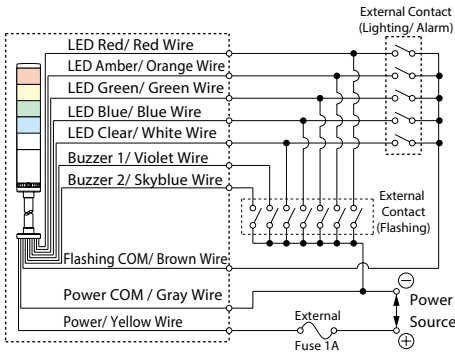 External Contact
(Lighting/ Alarm)
LED Red/ Red Wire
LED Amber/ Orange Wire
LED Green/ Green Wire
LED Blue/ Blue Wire
LED Clear/ White Wire
Buzzer 1/ Violet Wire
Buzzer 2/ Skyblue Wire
External
Contact
(Flashing)
Flashing COM/ Brown Wire
Power COM/ Gray Wire
Power/ Yellow Wire
External
Fuse 1A
−
Power
Source
+